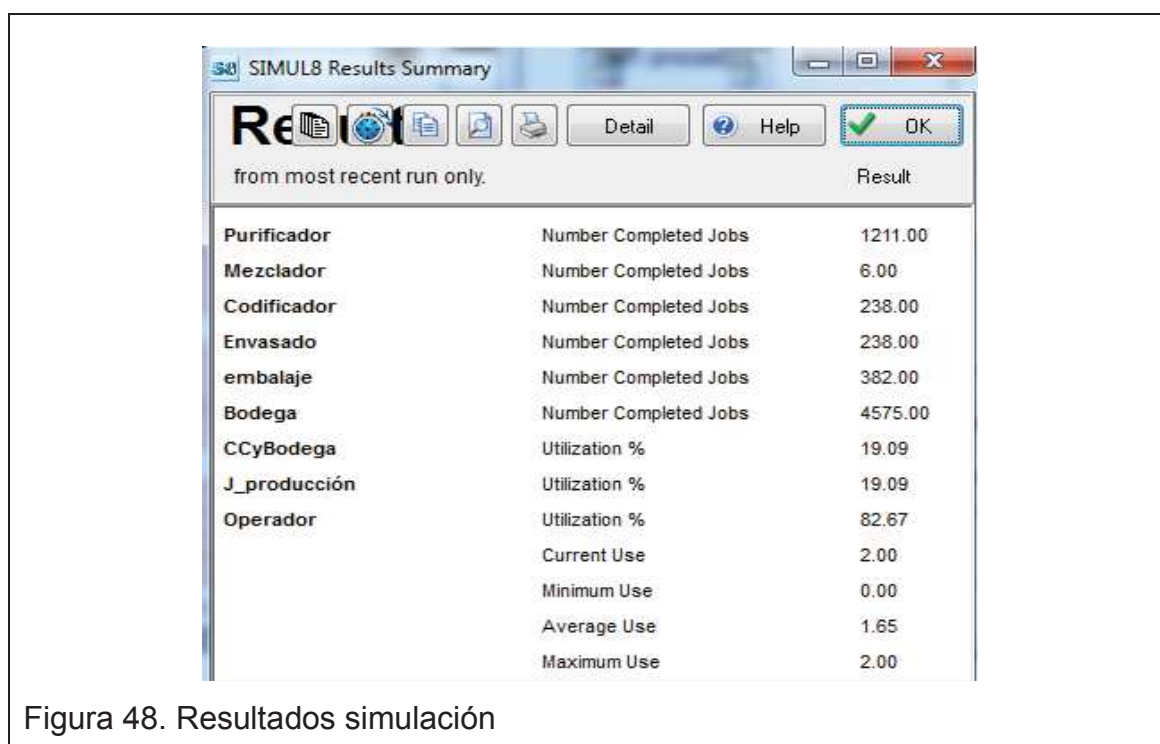 SIMUL8 Results Summary
Detail Help OK
from most recent run only. Result
Purificador Number Completed Jobs 1211.00
Mezclador Number Completed Jobs 6.00
Codificador Number Completed Jobs 238.00
Envasado Number Completed Jobs 238.00
embalaje Number Completed Jobs 382.00
Bodega Number Completed Jobs 4575.00
CCyBodega Utilization % 19.09
J_producción Utilization % 19.09
Operador Utilization % 82.67
Current Use 2.00
Minimum Use 0.00
Average Use 1.65
Maximum Use 2.00
Figura 48. Resultados simulación